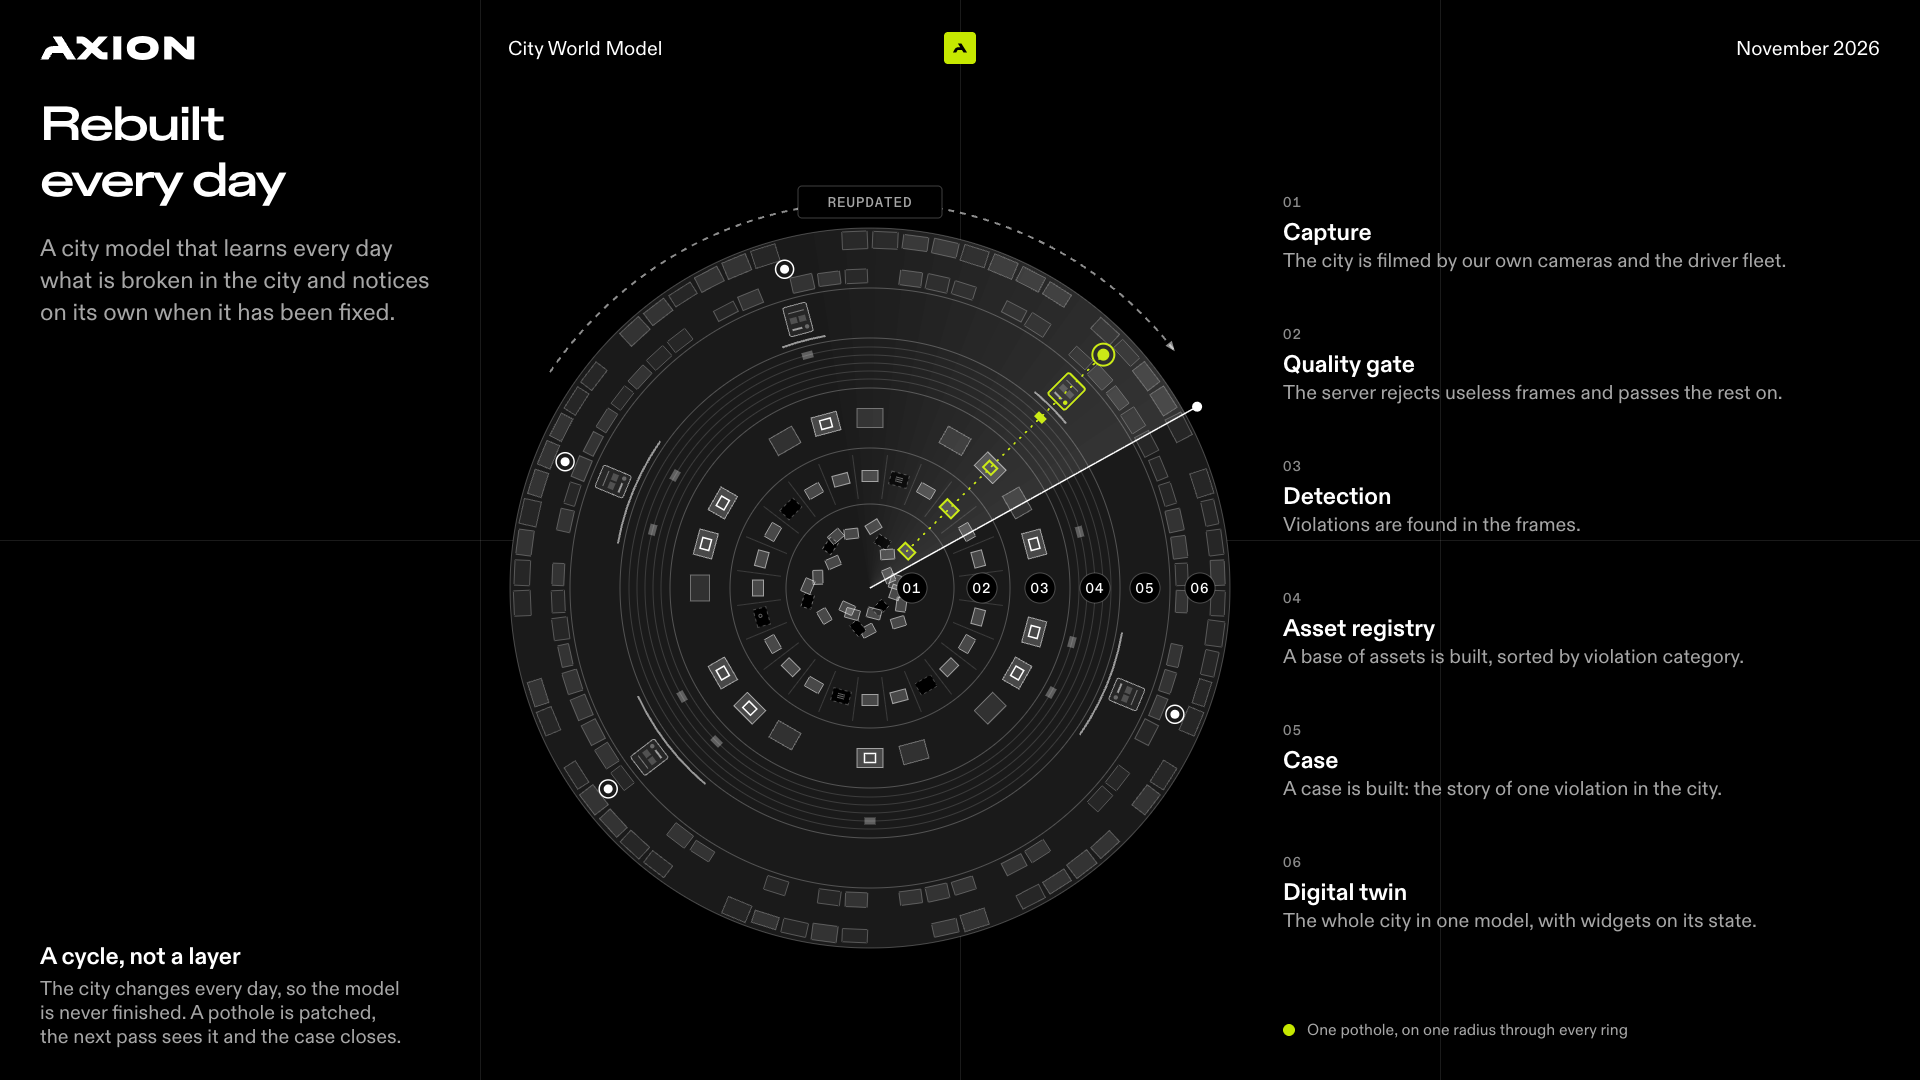 AXION
City World Model
November 2026
Rebuilt
every day
A city model that learns every day
what is broken in the city and notices
on its own when it has been fixed.
REUPDATED
01
02
03
04
05
06
01
Capture
The city is filmed by our own cameras and the driver fleet.
02
Quality gate
The server rejects useless frames and passes the rest on.
03
Detection
Violations are found in the frames.
04
Asset registry
A base of assets is built, sorted by violation category.
05
Case
A case is built: the story of one violation in the city.
06
Digital twin
The whole city in one model, with widgets on its state.
A cycle, not a layer
The city changes every day, so the model
is never finished. A pothole is patched,
the next pass sees it and the case closes.
One pothole, on one radius through every ring